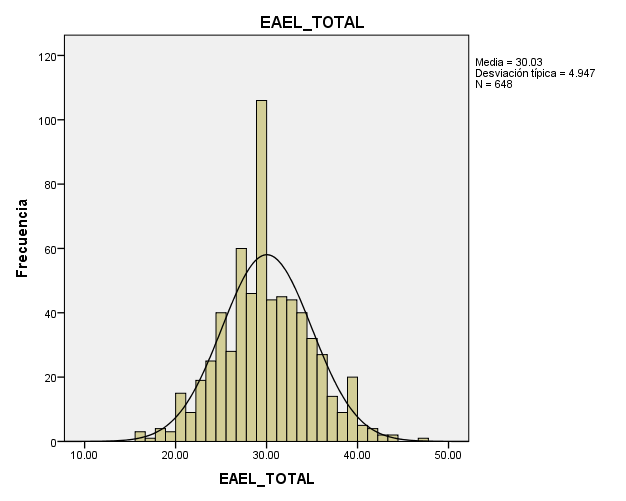 EAEL_TOTAL
Media = 30.03
Desviación típica = 4.947
N = 648
120
100
80
60
40
20
0
Frecuencia
10.00 20.00 30.00 40.00 50.00
EAEL_TOTAL